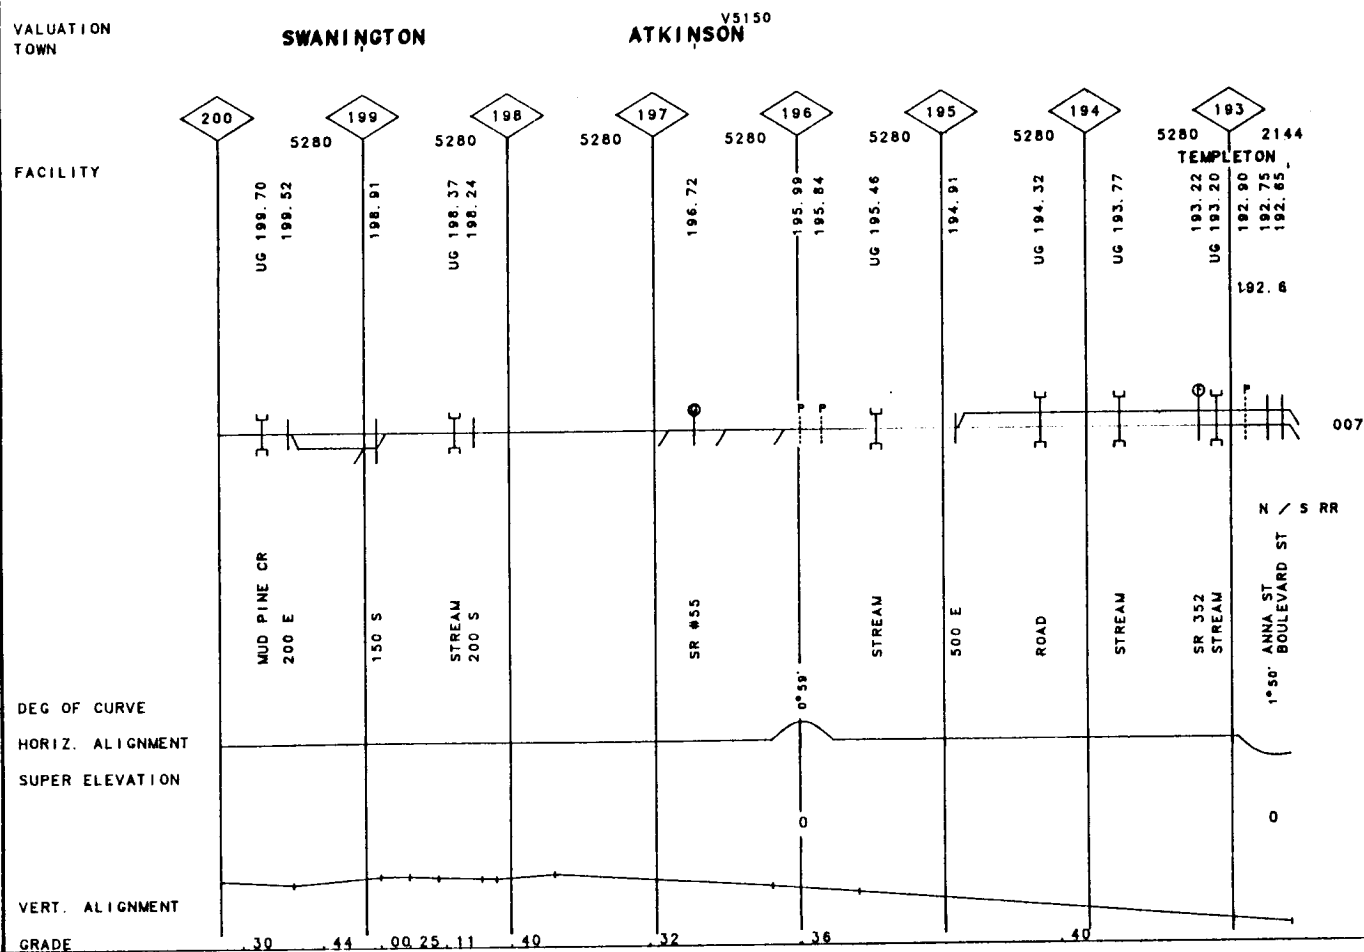 VALUATION V5150
TOWN SWANINGTON ATKINSON
200 199 198 197 196 195 194 193
5280 5280 5280 5280 5280 5280 5280 2144
TEMPLETON
FACILITY
UG 199.70
199.52
198.91
UG 198.37
198.24
196.72
195.99
195.84
UG 195.46
194.91
UG 194.32
UG 193.77
193.22
UG 193.20
192.90
192.75
192.65
192.6
P P P
007
N / S RR
MUD PINE CR
200 E
150 S
STREAM
200 S
SR #55
STREAM
500 E
ROAD
STREAM
SR 352
STREAM
ANNA ST
BOULEVARD ST
DEG OF CURVE 0°59' 1°50'
HORIZ. ALIGNMENT
SUPER ELEVATION
0 0
VERT. ALIGNMENT
GRADE .30 .44 .00 .25 .11 .40 .32 .36 .40